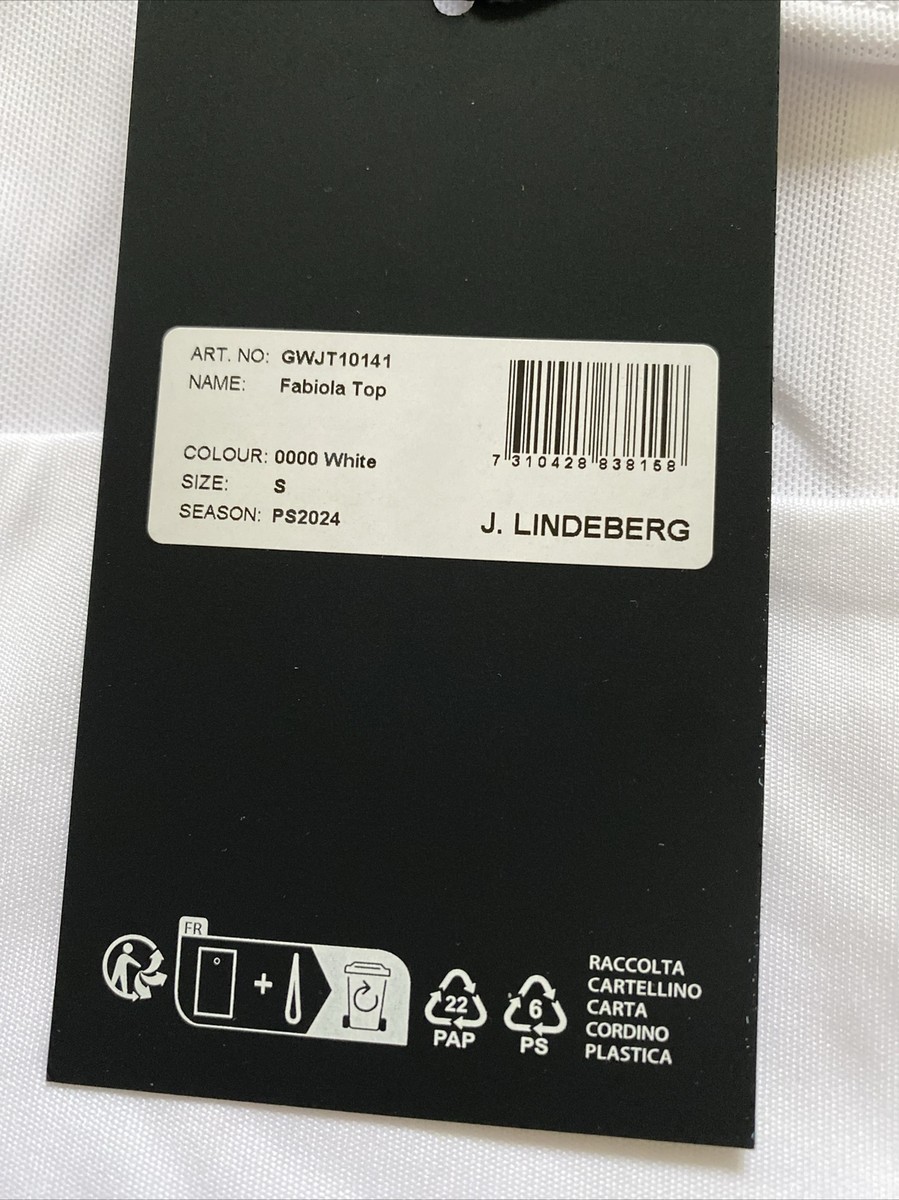 ART. NO: GWJT10141
NAME: Fabiola Top
COLOUR: 0000 White
SIZE: S
SEASON: PS2024
7 310428 838158
J. LINDEBERG
FR
+
22
PAP
6
PS
RACCOLTA
CARTELLINO
CARTA
CORDINO
PLASTICA